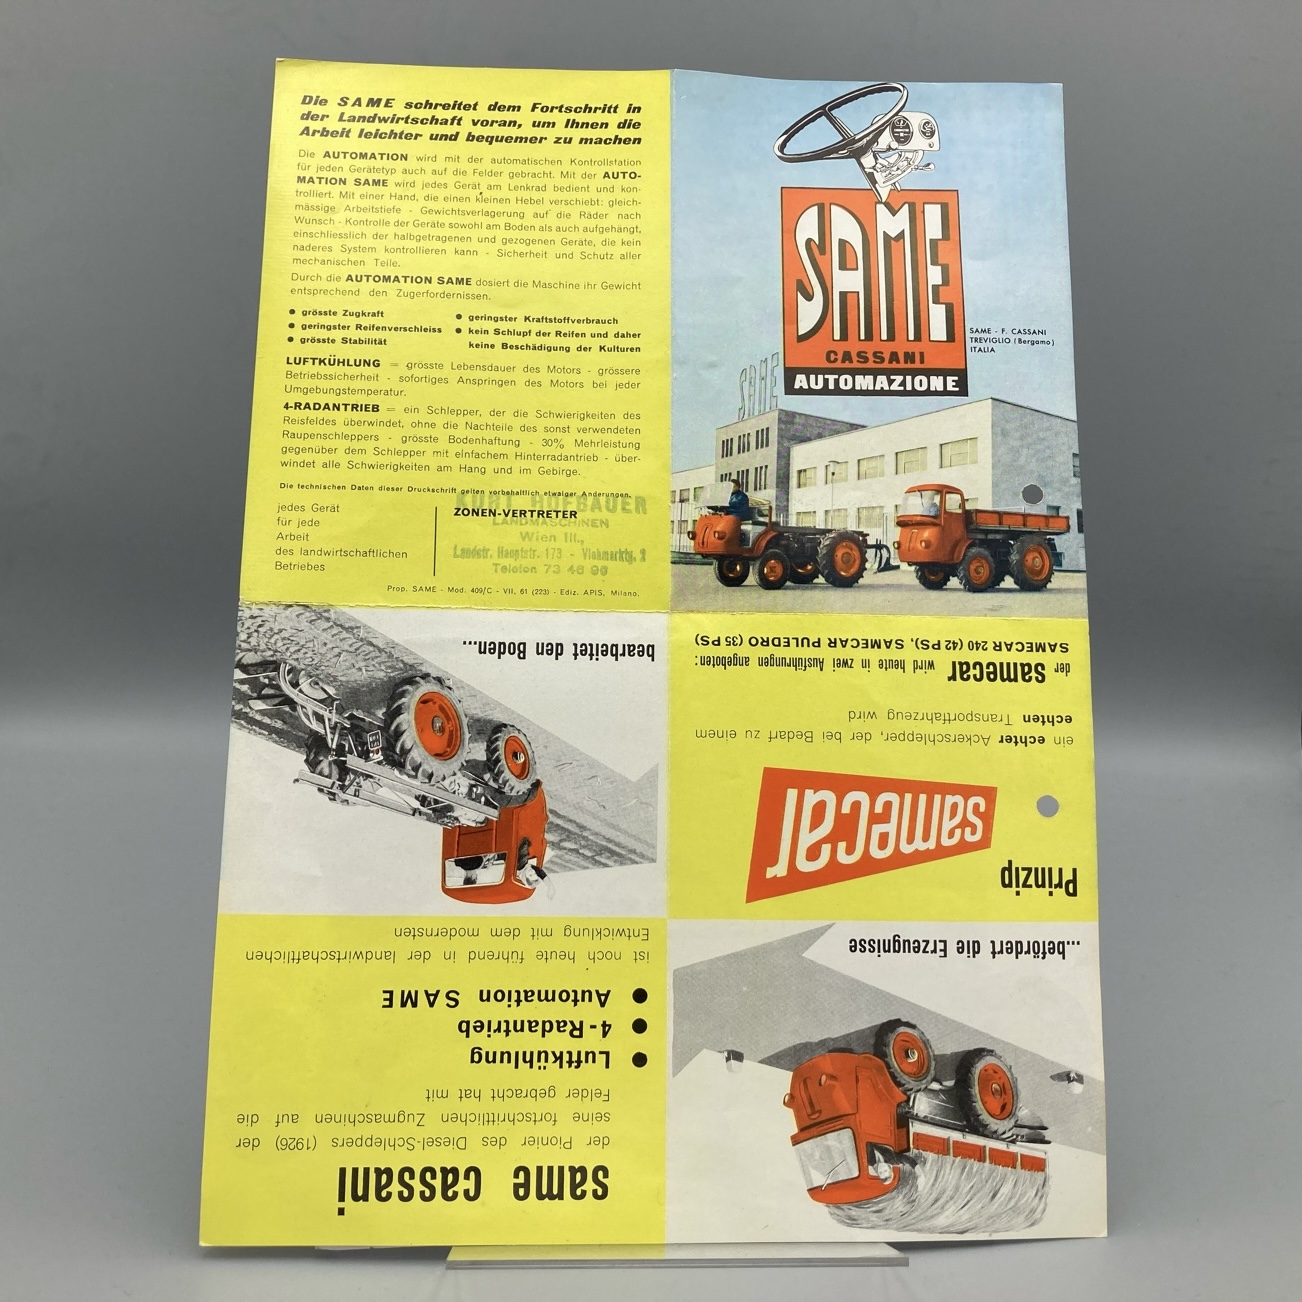 Die SAME schreitet dem Fortschritt in
der Landwirtschaft voran, um Ihnen die
Arbeit leichter und bequemer zu machen
Die AUTOMATION wird mit der automatischen Kontrollstation
für jeden Gerätetyp auch auf die Felder gebracht. Mit der AUTO-
MATION SAME wird jedes Gerät am Lenkrad bedient und kon-
trolliert. Mit einer Hand, die einen kleinen Hebel verschiebt: gleich-
mässige Arbeitstiefe - Gewichtsverlagerung auf die Räder nach
Wunsch - Kontrolle der Geräte sowohl am Boden als auch aufgehängt,
einschliesslich der halbgetragenen und gezogenen Geräte, die kein
naderes System kontrollieren kann - Sicherheit und Schutz aller
mechanischen Teile.
Durch die AUTOMATION SAME dosiert die Maschine ihr Gewicht
entsprechend den Zugerfordernissen.
● grösste Zugkraft
● geringster Reifenverschleiss
● grösste Stabilität
● geringster Kraftstoffverbrauch
● kein Schlupf der Reifen und daher
keine Beschädigung der Kulturen
LUFTKÜHLUNG = grösste Lebensdauer des Motors - grössere
Betriebssicherheit - sofortiges Anspringen des Motors bei jeder
Umgebungstemperatur.
4-RADANTRIEB = ein Schlepper, der die Schwierigkeiten des
Reisfeldes überwindet, ohne die Nachteile des sonst verwendeten
Raupenschleppers - grösste Bodenhaftung - 30% Mehrleistung
gegenüber dem Schlepper mit einfachem Hinterradantrieb - über-
windet alle Schwierigkeiten am Hang und im Gebirge.
Die technischen Daten dieser Druckschrift gelten vorbehaltlich etwaiger Anderungen.
jedes Gerät
für jede
Arbeit
des landwirtschaftlichen
Betriebes
ZONEN-VERTRETER
KURT HOFBAUER
LANDMASCHINEN
Wien III.,
Landstr. Hauptstr. 173 - Viehmarktg. 2
Telefon 73 46 96
Prop. SAME - Mod. 409/C - VII, 61 (223) - Ediz. APIS, Milano.
SAME
CASSANI
AUTOMAZIONE
SAME - F. CASSANI
TREVIGLIO (Bergamo)
ITALIA
SAME
same cassani
der Pionier des Diesel-Schleppers (1926) der
seine fortschrittlichen Zugmaschinen auf die
Felder gebracht hat mit
● Luftkühlung
● 4-Radantrieb
● Automation SAME
ist noch heute führend in der landwirtschaftlichen
Entwicklung mit dem modernsten
Prinzip
samecar
ein echter Ackerschlepper, der bei Bedarf zu einem
echten Transportfahrzeug wird
der samecar wird heute in zwei Ausführungen angeboten:
SAMECAR 240 (42 PS), SAMECAR PULEDRO (35 PS)
bearbeitet den Boden...
...befördert die Erzeugnisse